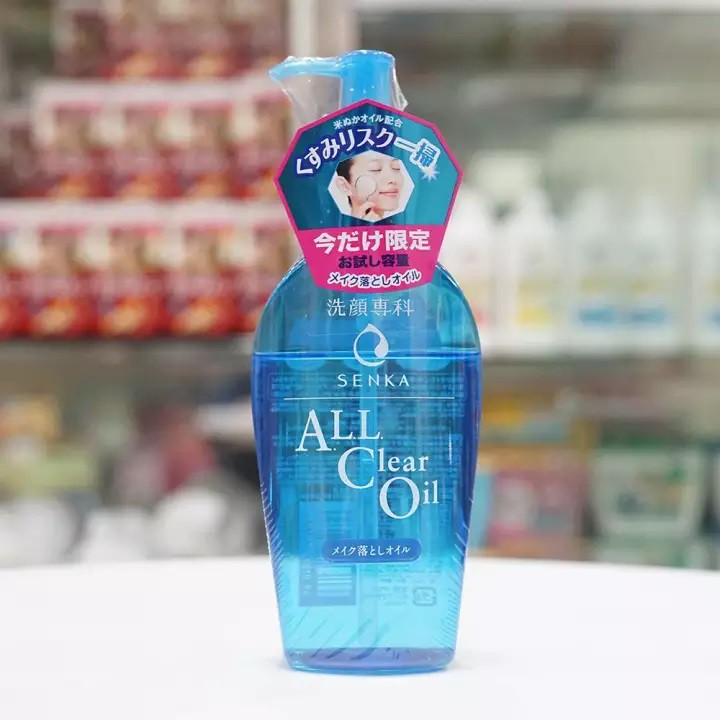 米ぬかオイル配合
くすみリスク一掃
今だけ限定
お試し容量
メイク落としオイル
洗顔専科
SENKA
A.L.L.
Clear
Oil
メイク落としオイル